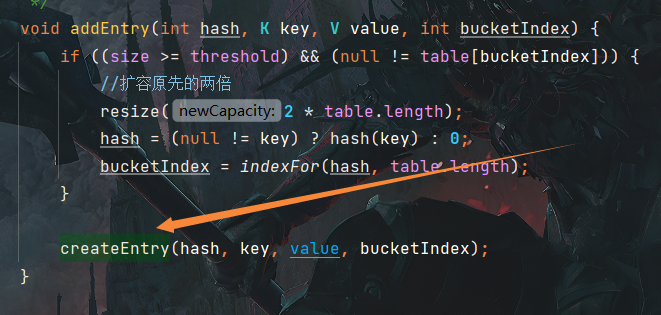 */
void addEntry(int hash, K key, V value, int bucketIndex) {
    if ((size >= threshold) && (null != table[bucketIndex])) {
        //扩容原先的两倍
        resize( newCapacity: 2 * table.length);
        hash = (null != key) ? hash(key) : 0;
        bucketIndex = indexFor(hash, table.length);
    }
    createEntry(hash, key, value, bucketIndex);
}